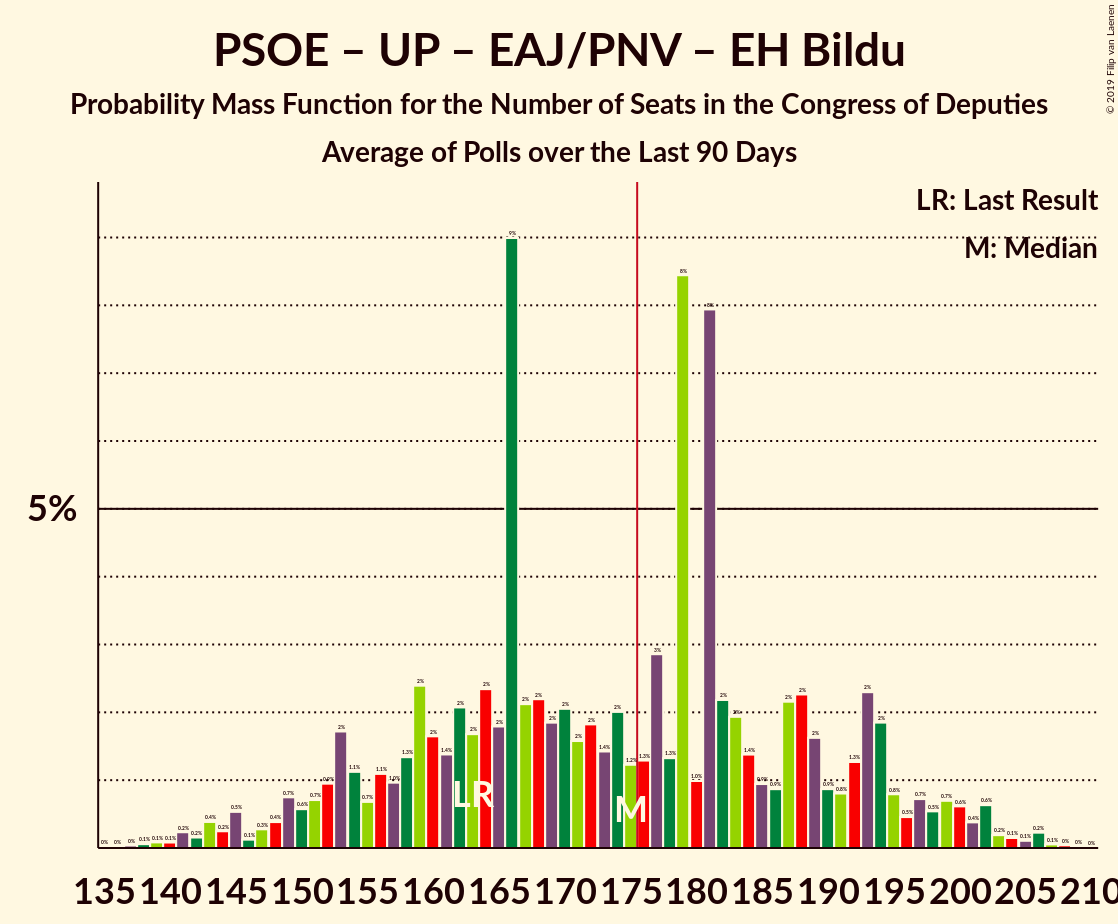 PSOE – UP – EAJ/PNV – EH Bildu
Probability Mass Function for the Number of Seats in the Congress of Deputies
Average of Polls over the Last 90 Days
© 2019 Filip van Laenen
LR: Last Result
M: Median
5%
LR
M
135 140 145 150 155 160 165 170 175 180 185 190 195 200 205 210